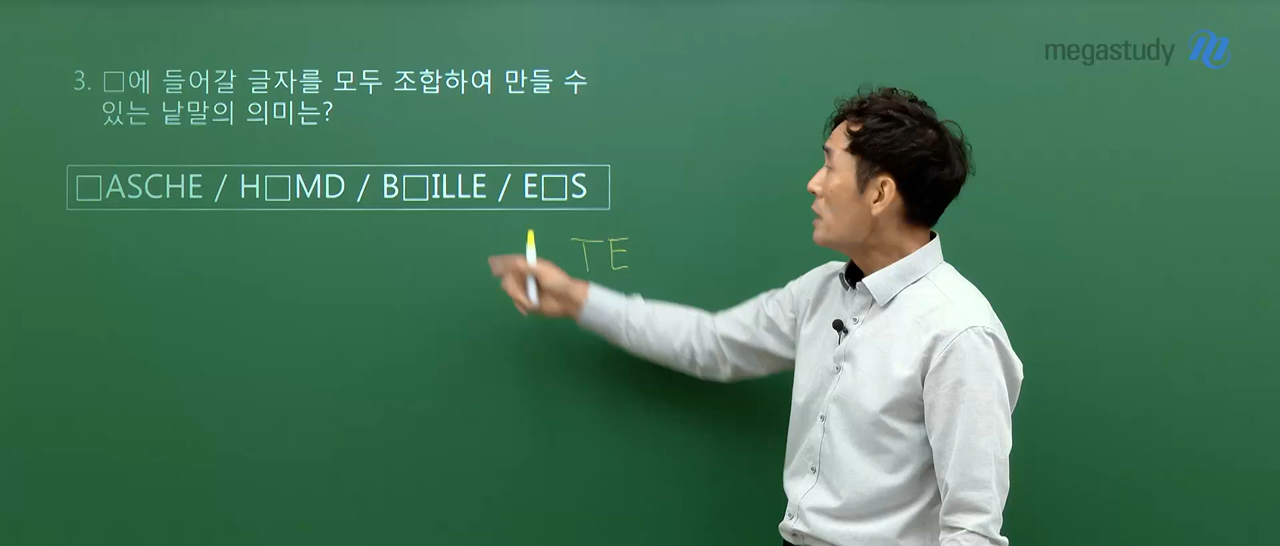 megastudy
3. □에 들어갈 글자를 모두 조합하여 만들 수
있는 낱말의 의미는?
□ASCHE / H□MD / B□ILLE / E□S
TE